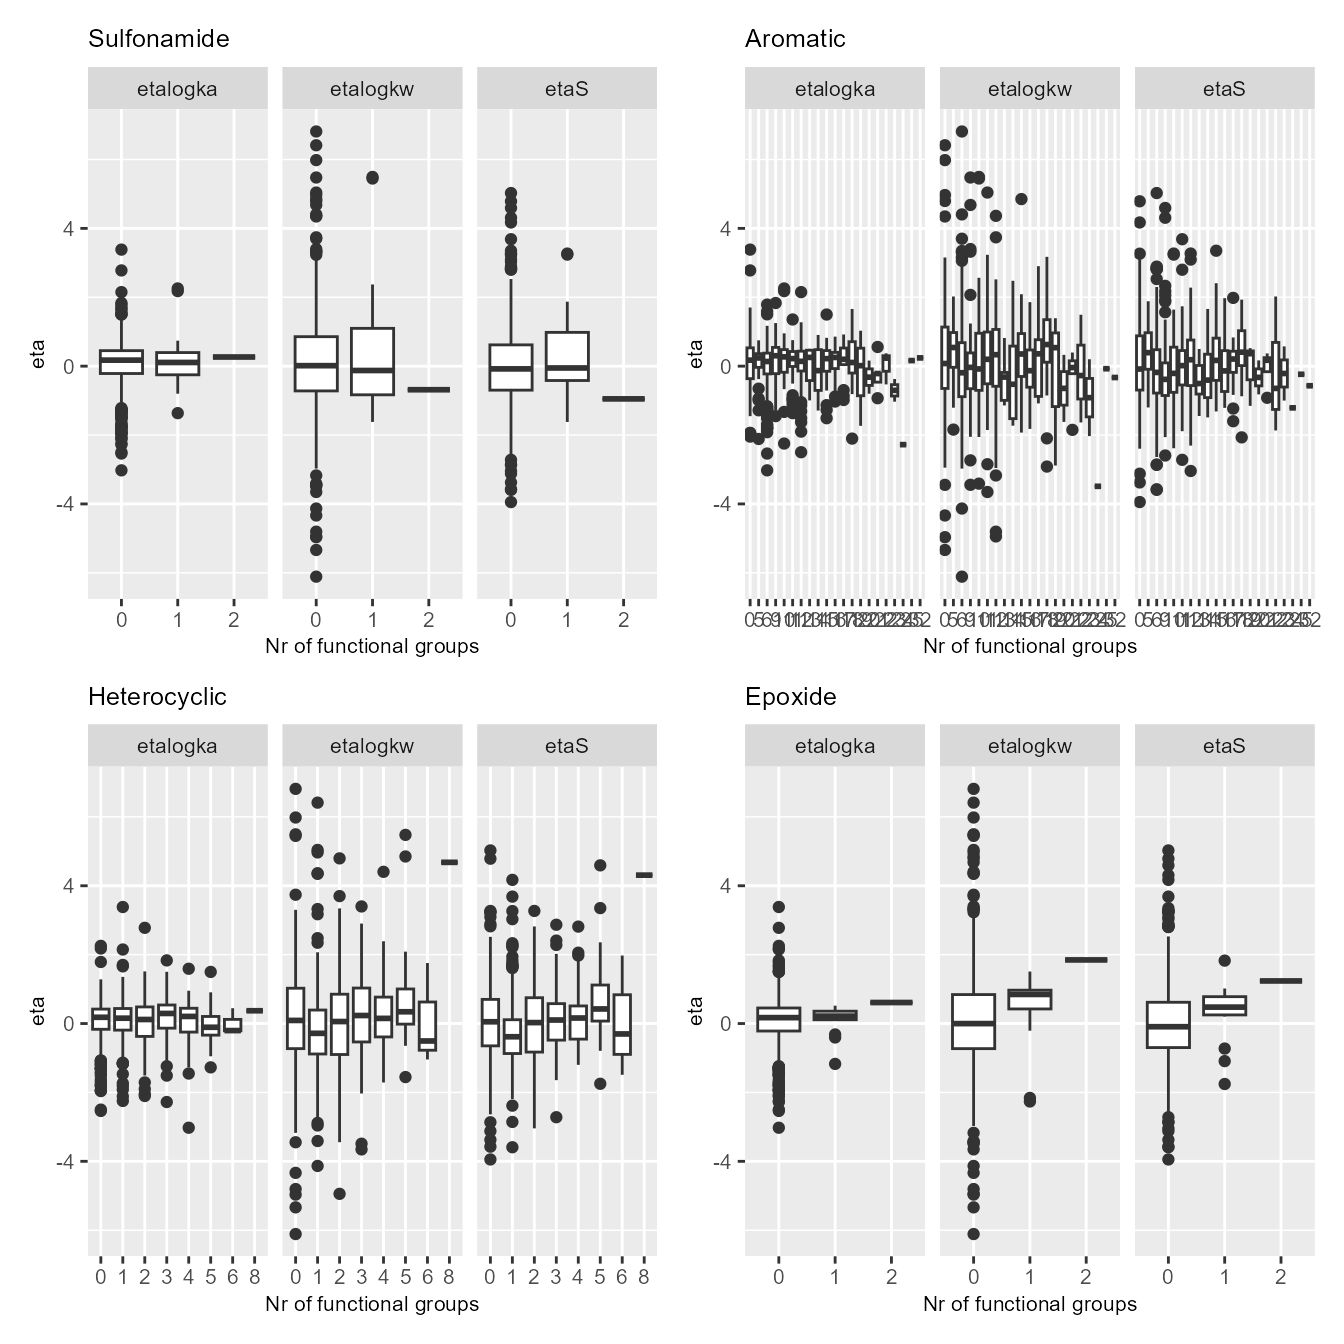 Sulfonamide
etalogka etalogkw etaS
4
0
-4
eta
0 1 2 0 1 2 0 1 2
Nr of functional groups
Aromatic
etalogka etalogkw etaS
4
0
-4
eta
Nr of functional groups
Heterocyclic
etalogka etalogkw etaS
4
0
-4
eta
0 1 2 3 4 5 6 8 0 1 2 3 4 5 6 8 0 1 2 3 4 5 6 8
Nr of functional groups
Epoxide
etalogka etalogkw etaS
4
0
-4
eta
0 1 2 0 1 2 0 1 2
Nr of functional groups